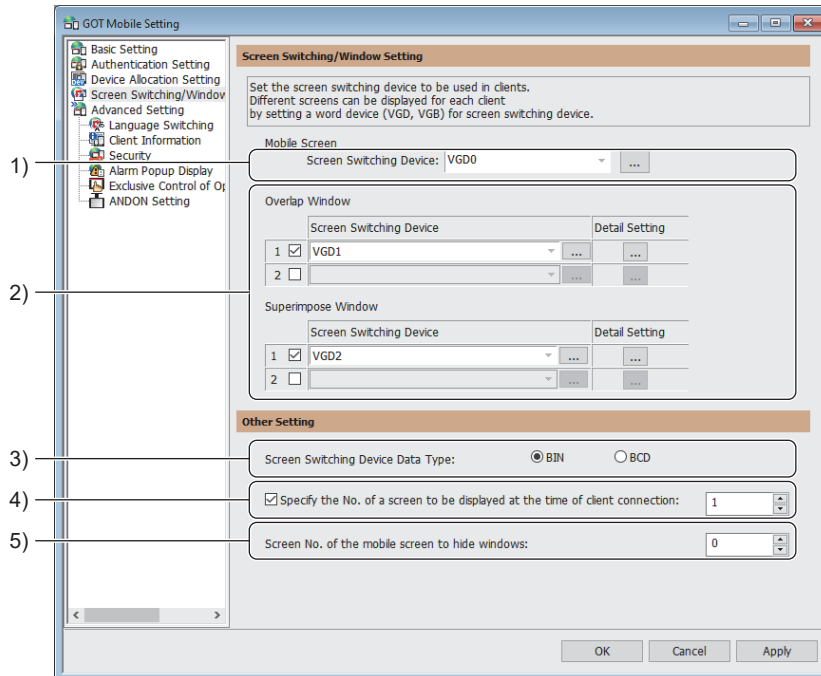 GOT Mobile Setting
Basic Setting
Authentication Setting
Device Allocation Setting
Screen Switching/Window
Advanced Setting
Language Switching
Client Information
Security
Alarm Popup Display
Exclusive Control of Op
ANDON Setting
Screen Switching/Window Setting
Set the screen switching device to be used in clients.
Different screens can be displayed for each client
by setting a word device (VGD, VGB) for screen switching device.
Mobile Screen
1) Screen Switching Device: VGD0 ...
2)
Overlap Window
Screen Switching Device Detail Setting
1 VGD1 ... ...
2 ... ...
Superimpose Window
Screen Switching Device Detail Setting
1 VGD2 ... ...
2 ... ...
Other Setting
3) Screen Switching Device Data Type: BIN BCD
4) Specify the No. of a screen to be displayed at the time of client connection: 1
5) Screen No. of the mobile screen to hide windows: 0
OK Cancel Apply